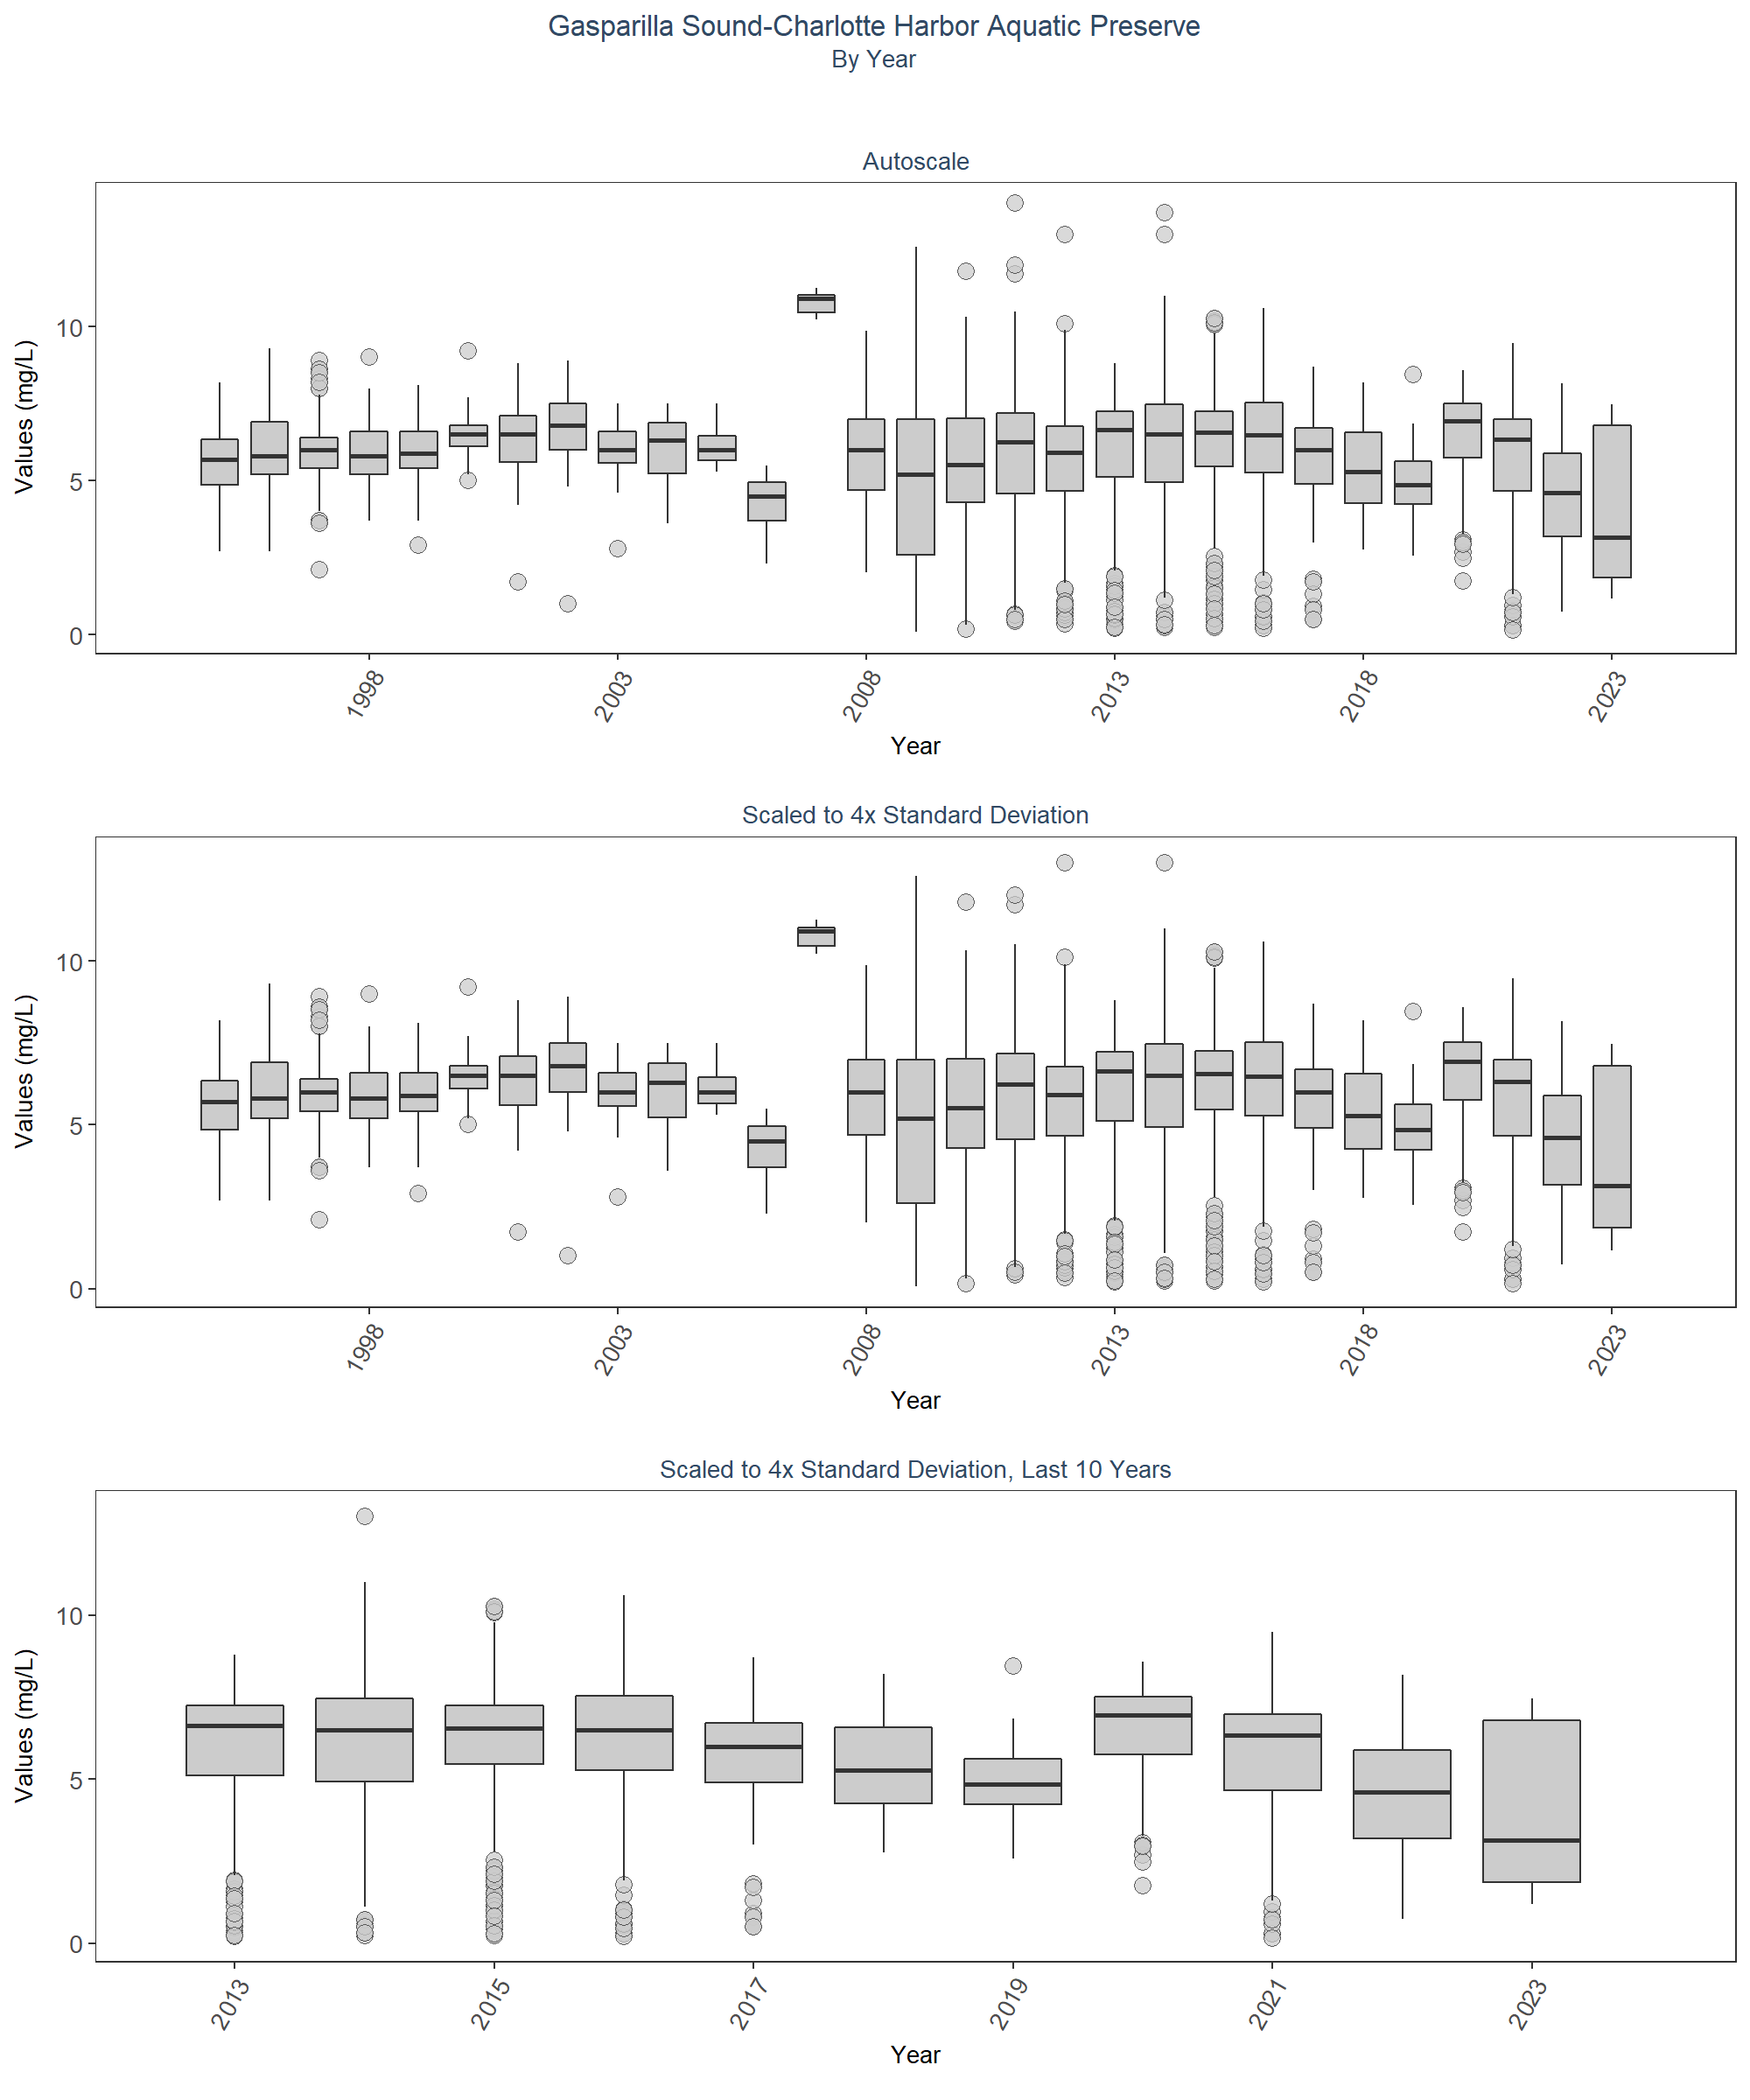 Gasparilla Sound-Charlotte Harbor Aquatic Preserve
By Year
Autoscale
Values (mg/L)
10
5
0
1998 2003 2008 2013 2018 2023
Year
Scaled to 4x Standard Deviation
Values (mg/L)
10
5
0
1998 2003 2008 2013 2018 2023
Year
Scaled to 4x Standard Deviation, Last 10 Years
Values (mg/L)
10
5
0
2013 2015 2017 2019 2021 2023
Year